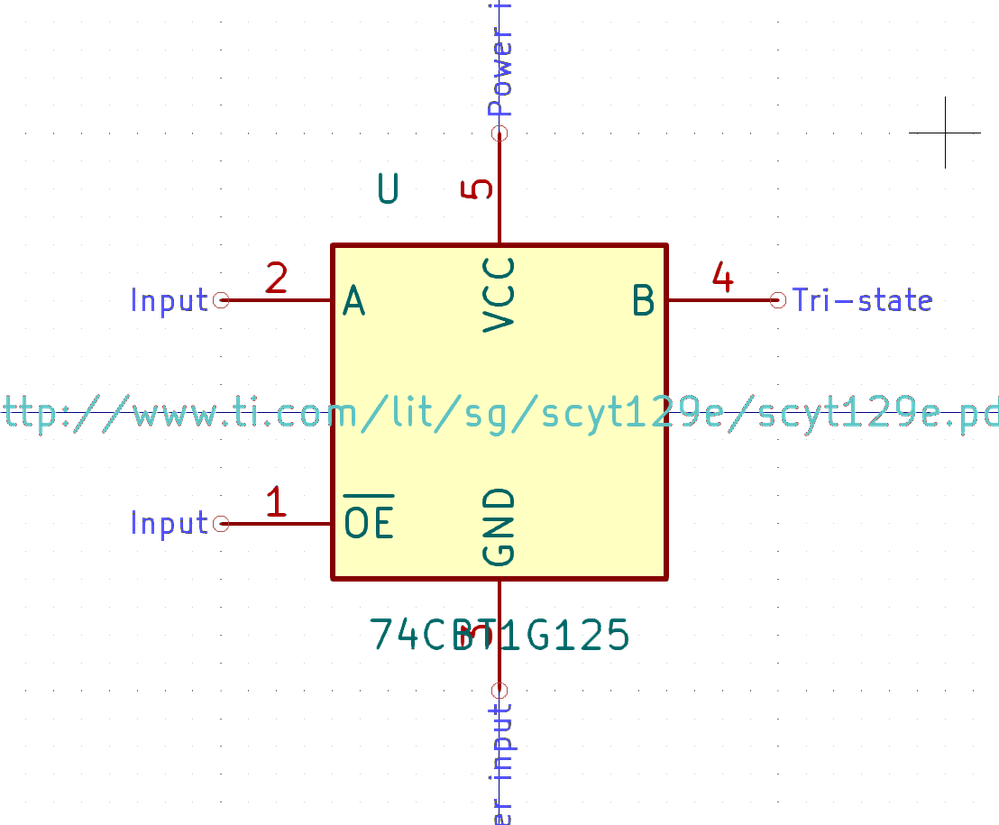 Power i
U
5
2
4
Input
A
VCC
B
Tri-state
ttp://www.ti.com/lit/sg/scyt129e/scyt129e.pd
1
Input
OE
GND
74CBT1G125
3
er input